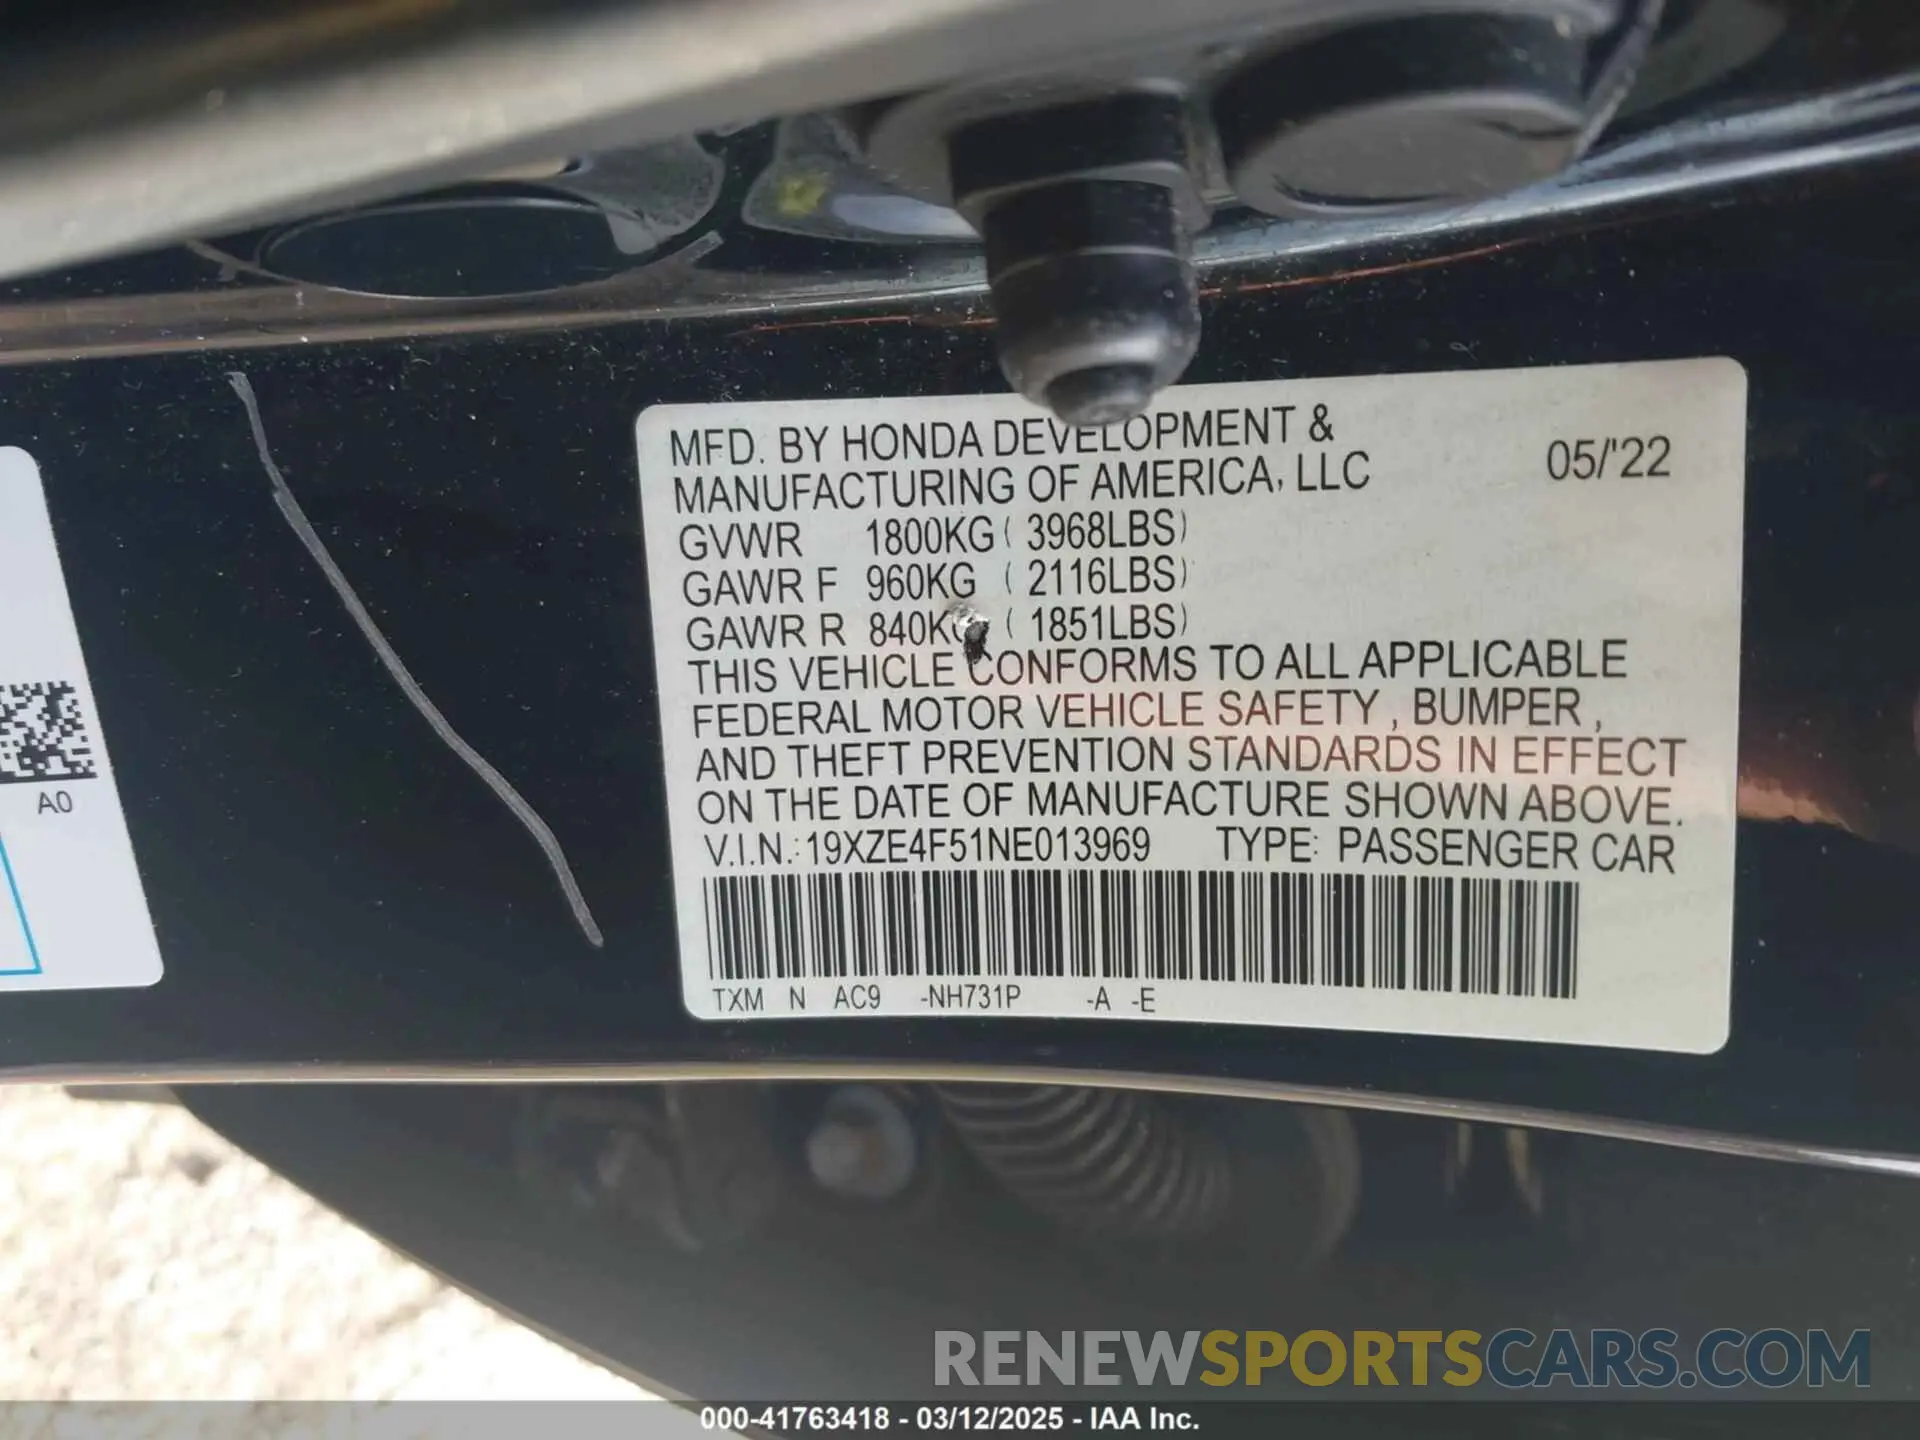 MFD. BY HONDA DEVELOPMENT &
MANUFACTURING OF AMERICA, LLC 05/'22
GVWR 1800KG ( 3968LBS)
GAWR F 960KG ( 2116LBS)
GAWR R 840KG ( 1851LBS)
THIS VEHICLE CONFORMS TO ALL APPLICABLE
FEDERAL MOTOR VEHICLE SAFETY , BUMPER ,
AND THEFT PREVENTION STANDARDS IN EFFECT
ON THE DATE OF MANUFACTURE SHOWN ABOVE.
V.I.N.: 19XZE4F51NE013969 TYPE: PASSENGER CAR
TXM N AC9 -NH731P -A -E
A0
RENEWSPORTSCARS.COM
000-41763418 - 03/12/2025 - IAA Inc.